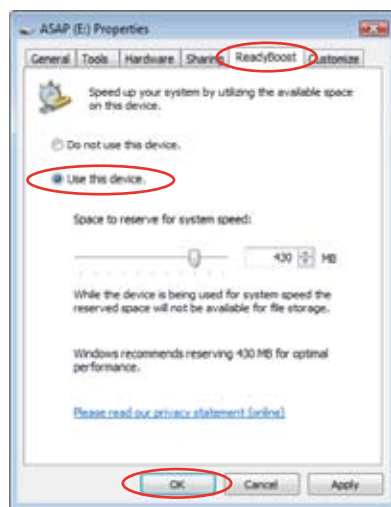 ASAP (E:) Properties
General Tools Hardware Sharing ReadyBoost Customize
Speed up your system by utilizing the available space
on this device.
Do not use this device.
Use this device.
Space to reserve for system speed:
430 MB
While the device is being used for system speed the
reserved space will not be available for file storage.
Windows recommends reserving 430 MB for optimal
performance.
Please read our privacy statement (online)
OK Cancel Apply